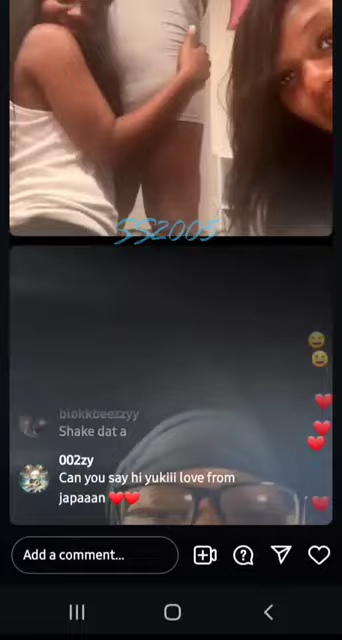 SS2005
blokkbeezzyy
Shake dat a
002zy
Can you say hi yukiii love from
japaaan ❤️❤️
Add a comment...